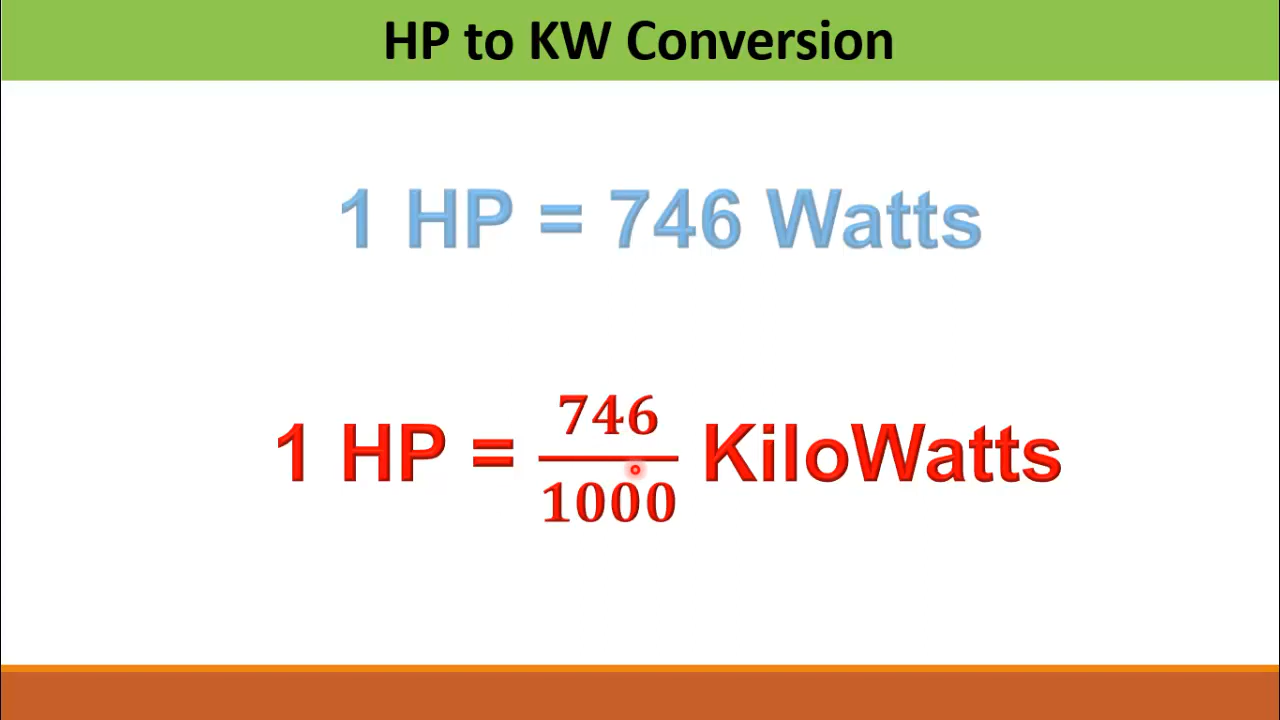 HP to KW Conversion
1 HP = 746 Watts
1 HP = 746/1000 KiloWatts